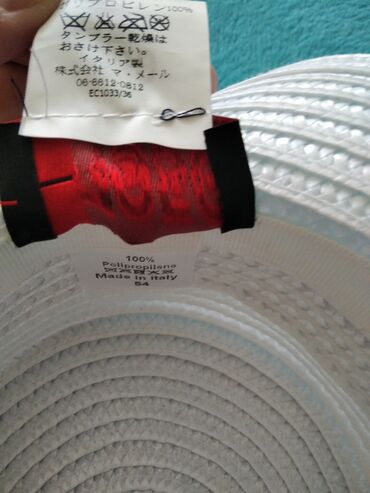 リプロピレン100%
タンブラー乾燥は
おさけ下さい。
イタリア製
株式会社 マ・メール
06-6612-0812
EC1033/36
100%
Polipropilene
Made in Italy
54